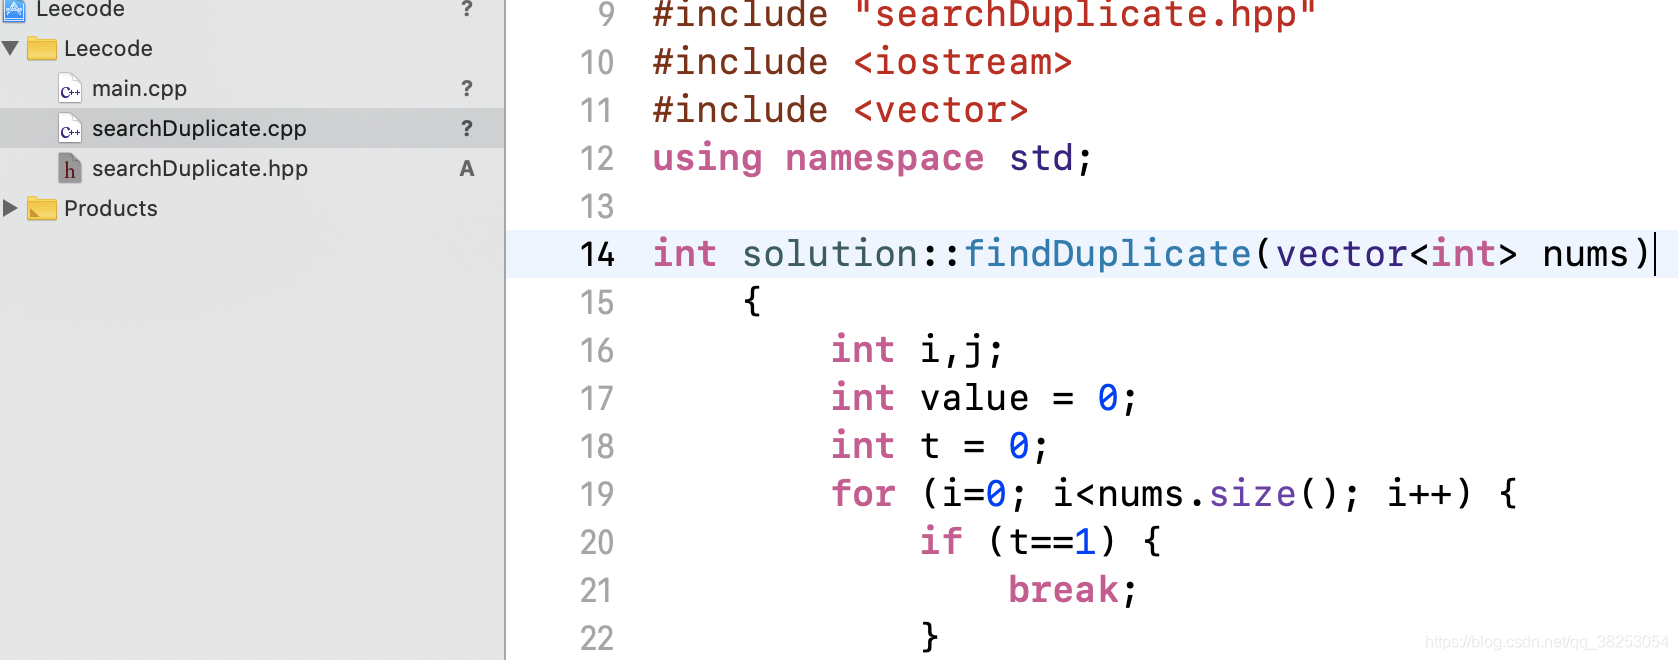 Leecode ?
Leecode
main.cpp ?
searchDuplicate.cpp ?
searchDuplicate.hpp A
Products
9 #include "searchDuplicate.hpp"
10 #include <iostream>
11 #include <vector>
12 using namespace std;
13
14 int solution::findDuplicate(vector<int> nums)
15 {
16 int i,j;
17 int value = 0;
18 int t = 0;
19 for (i=0; i<nums.size(); i++) {
20 if (t==1) {
21 break;
22 }
https://blog.csdn.net/qq_38253054